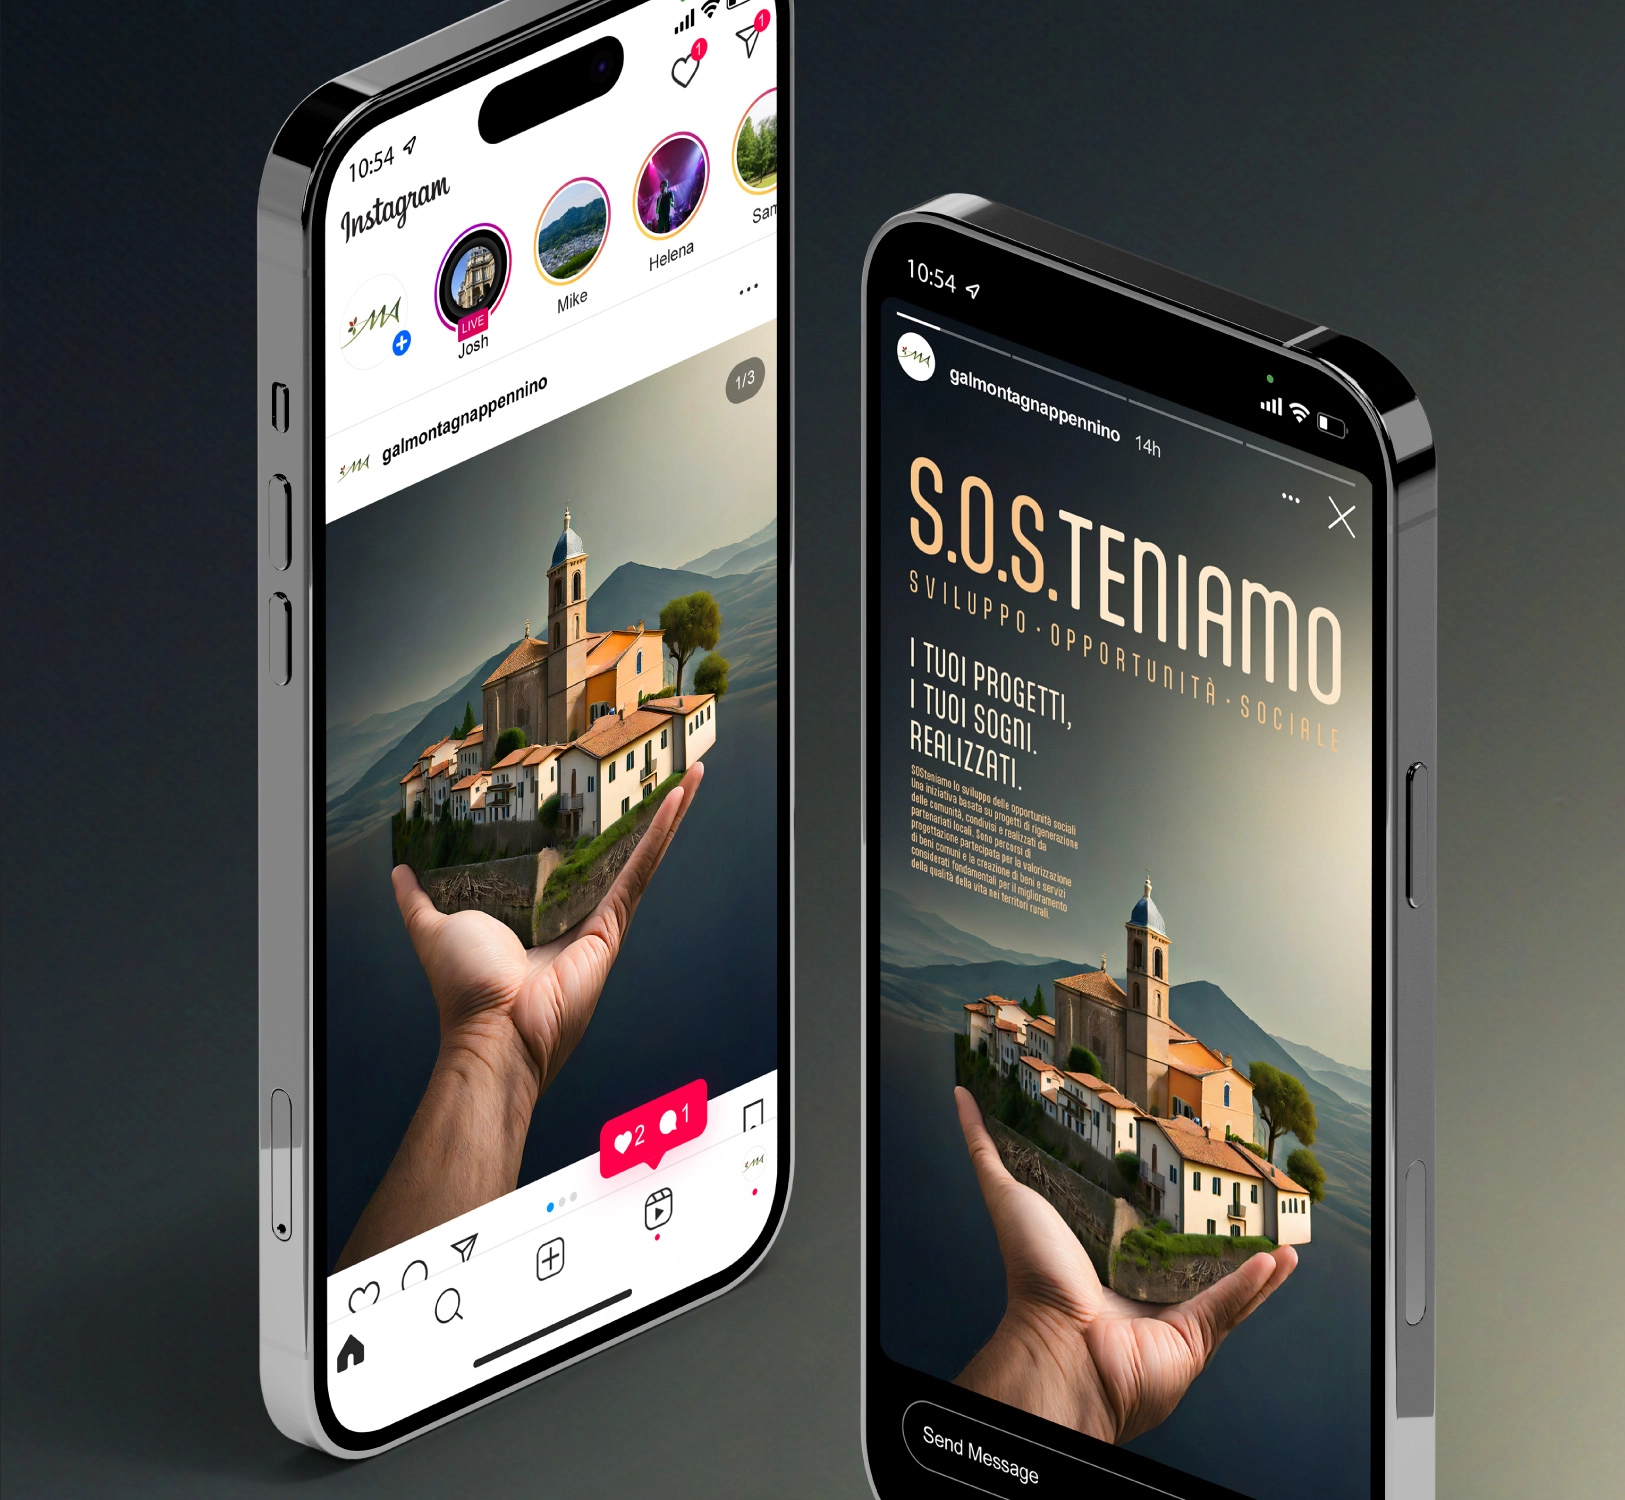 10:54
Instagram
1
1
LIVE
Josh
Mike
Helena
Sam
MA
galmontagnappennino
MA
1/3
2 1
MA
10:54
MA
galmontagnappennino 14h
S.O.S.TENIAMO
SVILUPPO·OPPORTUNITÀ·SOCIALE
I TUOI PROGETTI,
I TUOI SOGNI.
REALIZZATI.
SOSteniamo lo sviluppo delle opportunità sociali
Una iniziativa basata su progetti di rigenerazione
delle comunità, condivisi e realizzati da
partenariati locali. Sono percorsi di
progettazione partecipata per la valorizzazione
di beni comuni e la creazione di beni e servizi
considerati fondamentali per il miglioramento
della qualità della vita nei territori rurali.
Send Message